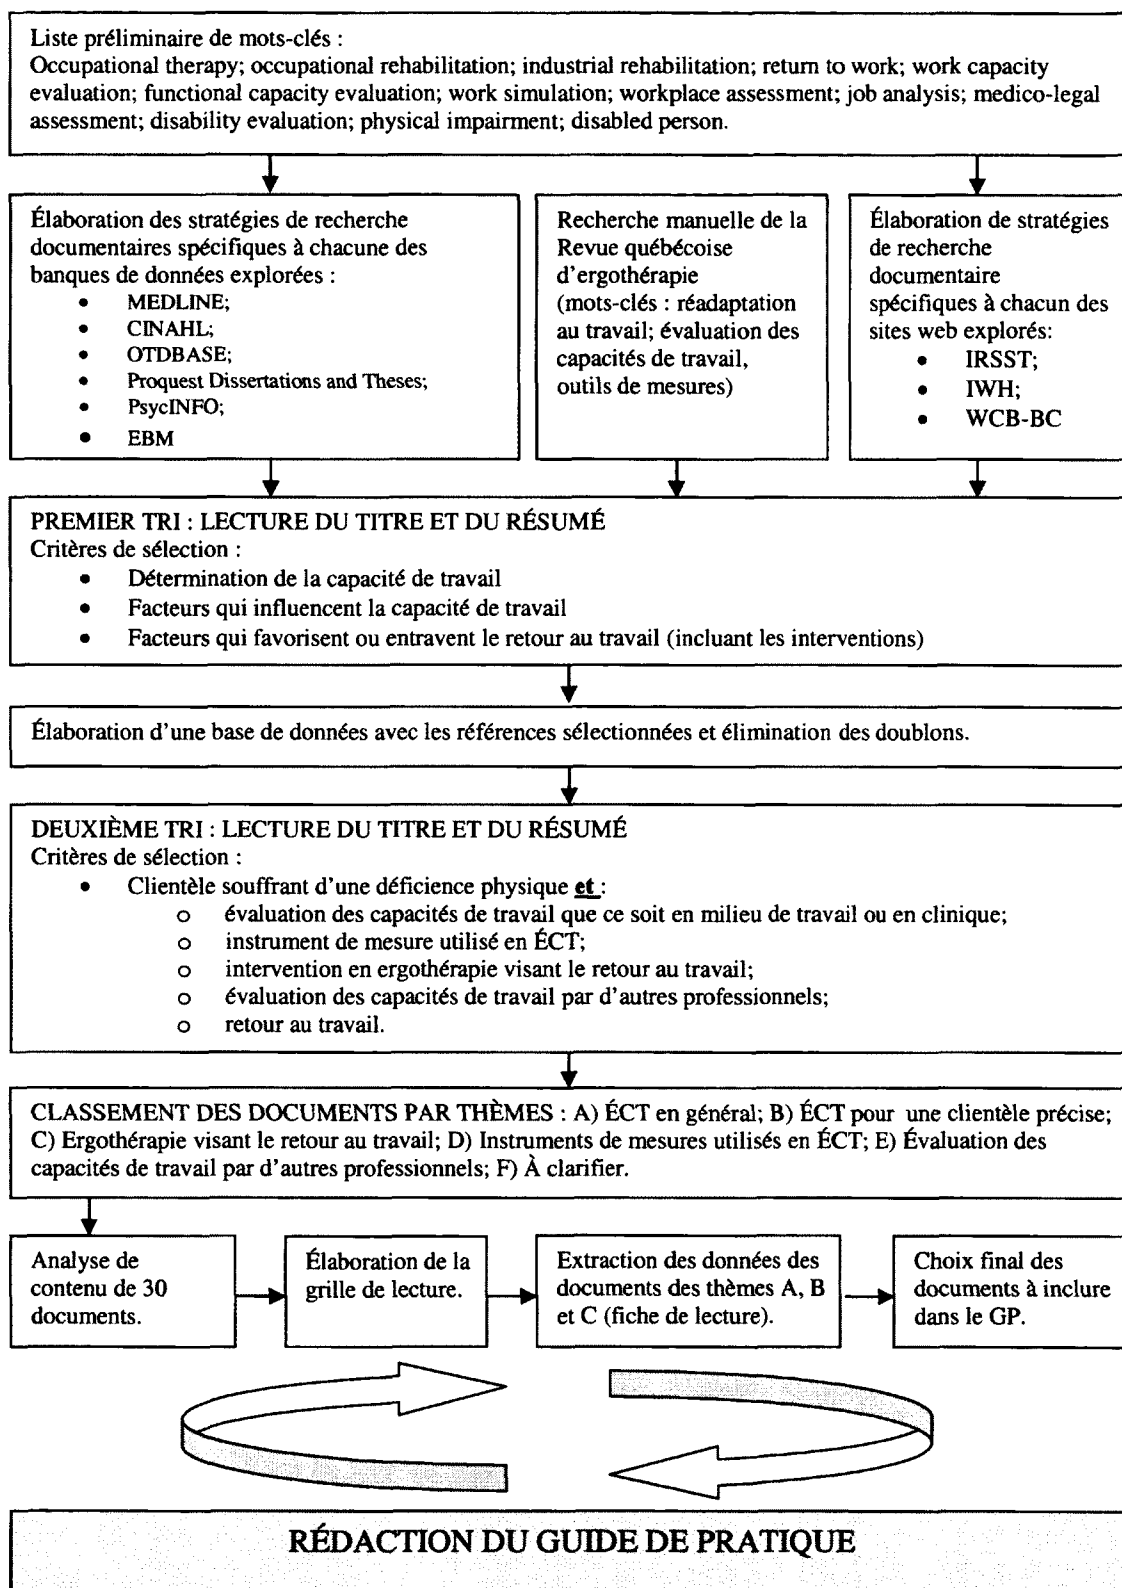 Liste préliminaire de mots-clés :
Occupational therapy; occupational rehabilitation; industrial rehabilitation; return to work; work capacity
evaluation; functional capacity evaluation; work simulation; workplace assessment; job analysis; medico-legal
assessment; disability evaluation; physical impairment; disabled person.
Élaboration des stratégies de recherche
documentaires spécifiques à chacune des
banques de données explorées :
• MEDLINE;
• CINAHL;
• OTDBASE;
• Proquest Dissertations and Theses;
• PsycINFO;
• EBM
Recherche manuelle de la
Revue québécoise
d'ergothérapie
(mots-clés : réadaptation
au travail; évaluation des
capacités de travail,
outils de mesures)
Élaboration de stratégies
de recherche
documentaire
spécifiques à chacun des
sites web explorés:
• IRSST;
• IWH;
• WCB-BC
PREMIER TRI : LECTURE DU TITRE ET DU RÉSUMÉ
Critères de sélection :
• Détermination de la capacité de travail
• Facteurs qui influencent la capacité de travail
• Facteurs qui favorisent ou entravent le retour au travail (incluant les interventions)
Élaboration d'une base de données avec les références sélectionnées et élimination des doublons.
DEUXIÈME TRI : LECTURE DU TITRE ET DU RÉSUMÉ
Critères de sélection :
• Clientèle souffrant d'une déficience physique et :
o évaluation des capacités de travail que ce soit en milieu de travail ou en clinique;
o instrument de mesure utilisé en ÉCT;
o intervention en ergothérapie visant le retour au travail;
o évaluation des capacités de travail par d'autres professionnels;
o retour au travail.
CLASSEMENT DES DOCUMENTS PAR THÈMES : A) ÉCT en général; B) ÉCT pour une clientèle précise;
C) Ergothérapie visant le retour au travail; D) Instruments de mesures utilisés en ÉCT; E) Évaluation des
capacités de travail par d'autres professionnels; F) À clarifier.
Analyse de
contenu de 30
documents.
Élaboration de la
grille de lecture.
Extraction des données des
documents des thèmes A, B
et C (fiche de lecture).
Choix final des
documents à inclure
dans le GP.
RÉDACTION DU GUIDE DE PRATIQUE